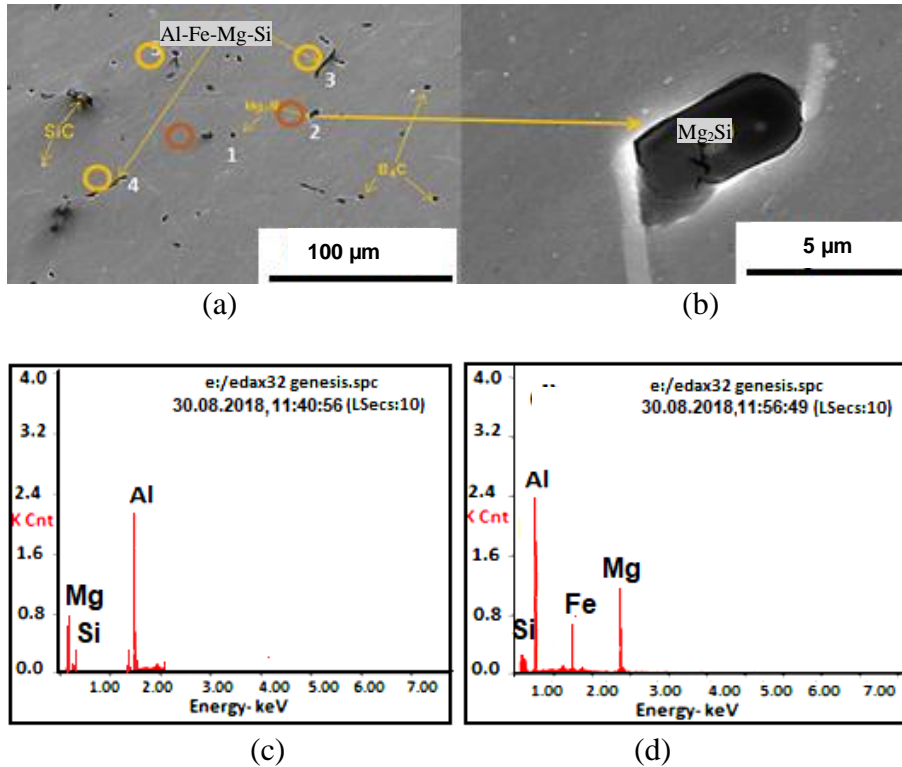 Al-Fe-Mg-Si
3
SiC
1
2
B₄C
4
100 µm
(a)
Mg₂Si
5 µm
(b)
e:/edax32 genesis.spc
30.08.2018,11:40:56 (LSecs:10)
4.0
3.2
2.4
K Cnt
1.6
0.8
0.0
Al
Mg
Si
1.00 2.00 3.00 4.00 5.00 6.00 7.00
Energy- keV
(c)
e:/edax32 genesis.spc
30.08.2018,11:56:49 (LSecs:10)
4.0
3.2
2.4
K Cnt
1.6
0.8
0.0
Al
Mg
Fe
Si
1.00 2.00 3.00 4.00 5.00 6.00 7.00
Energy- keV
(d)